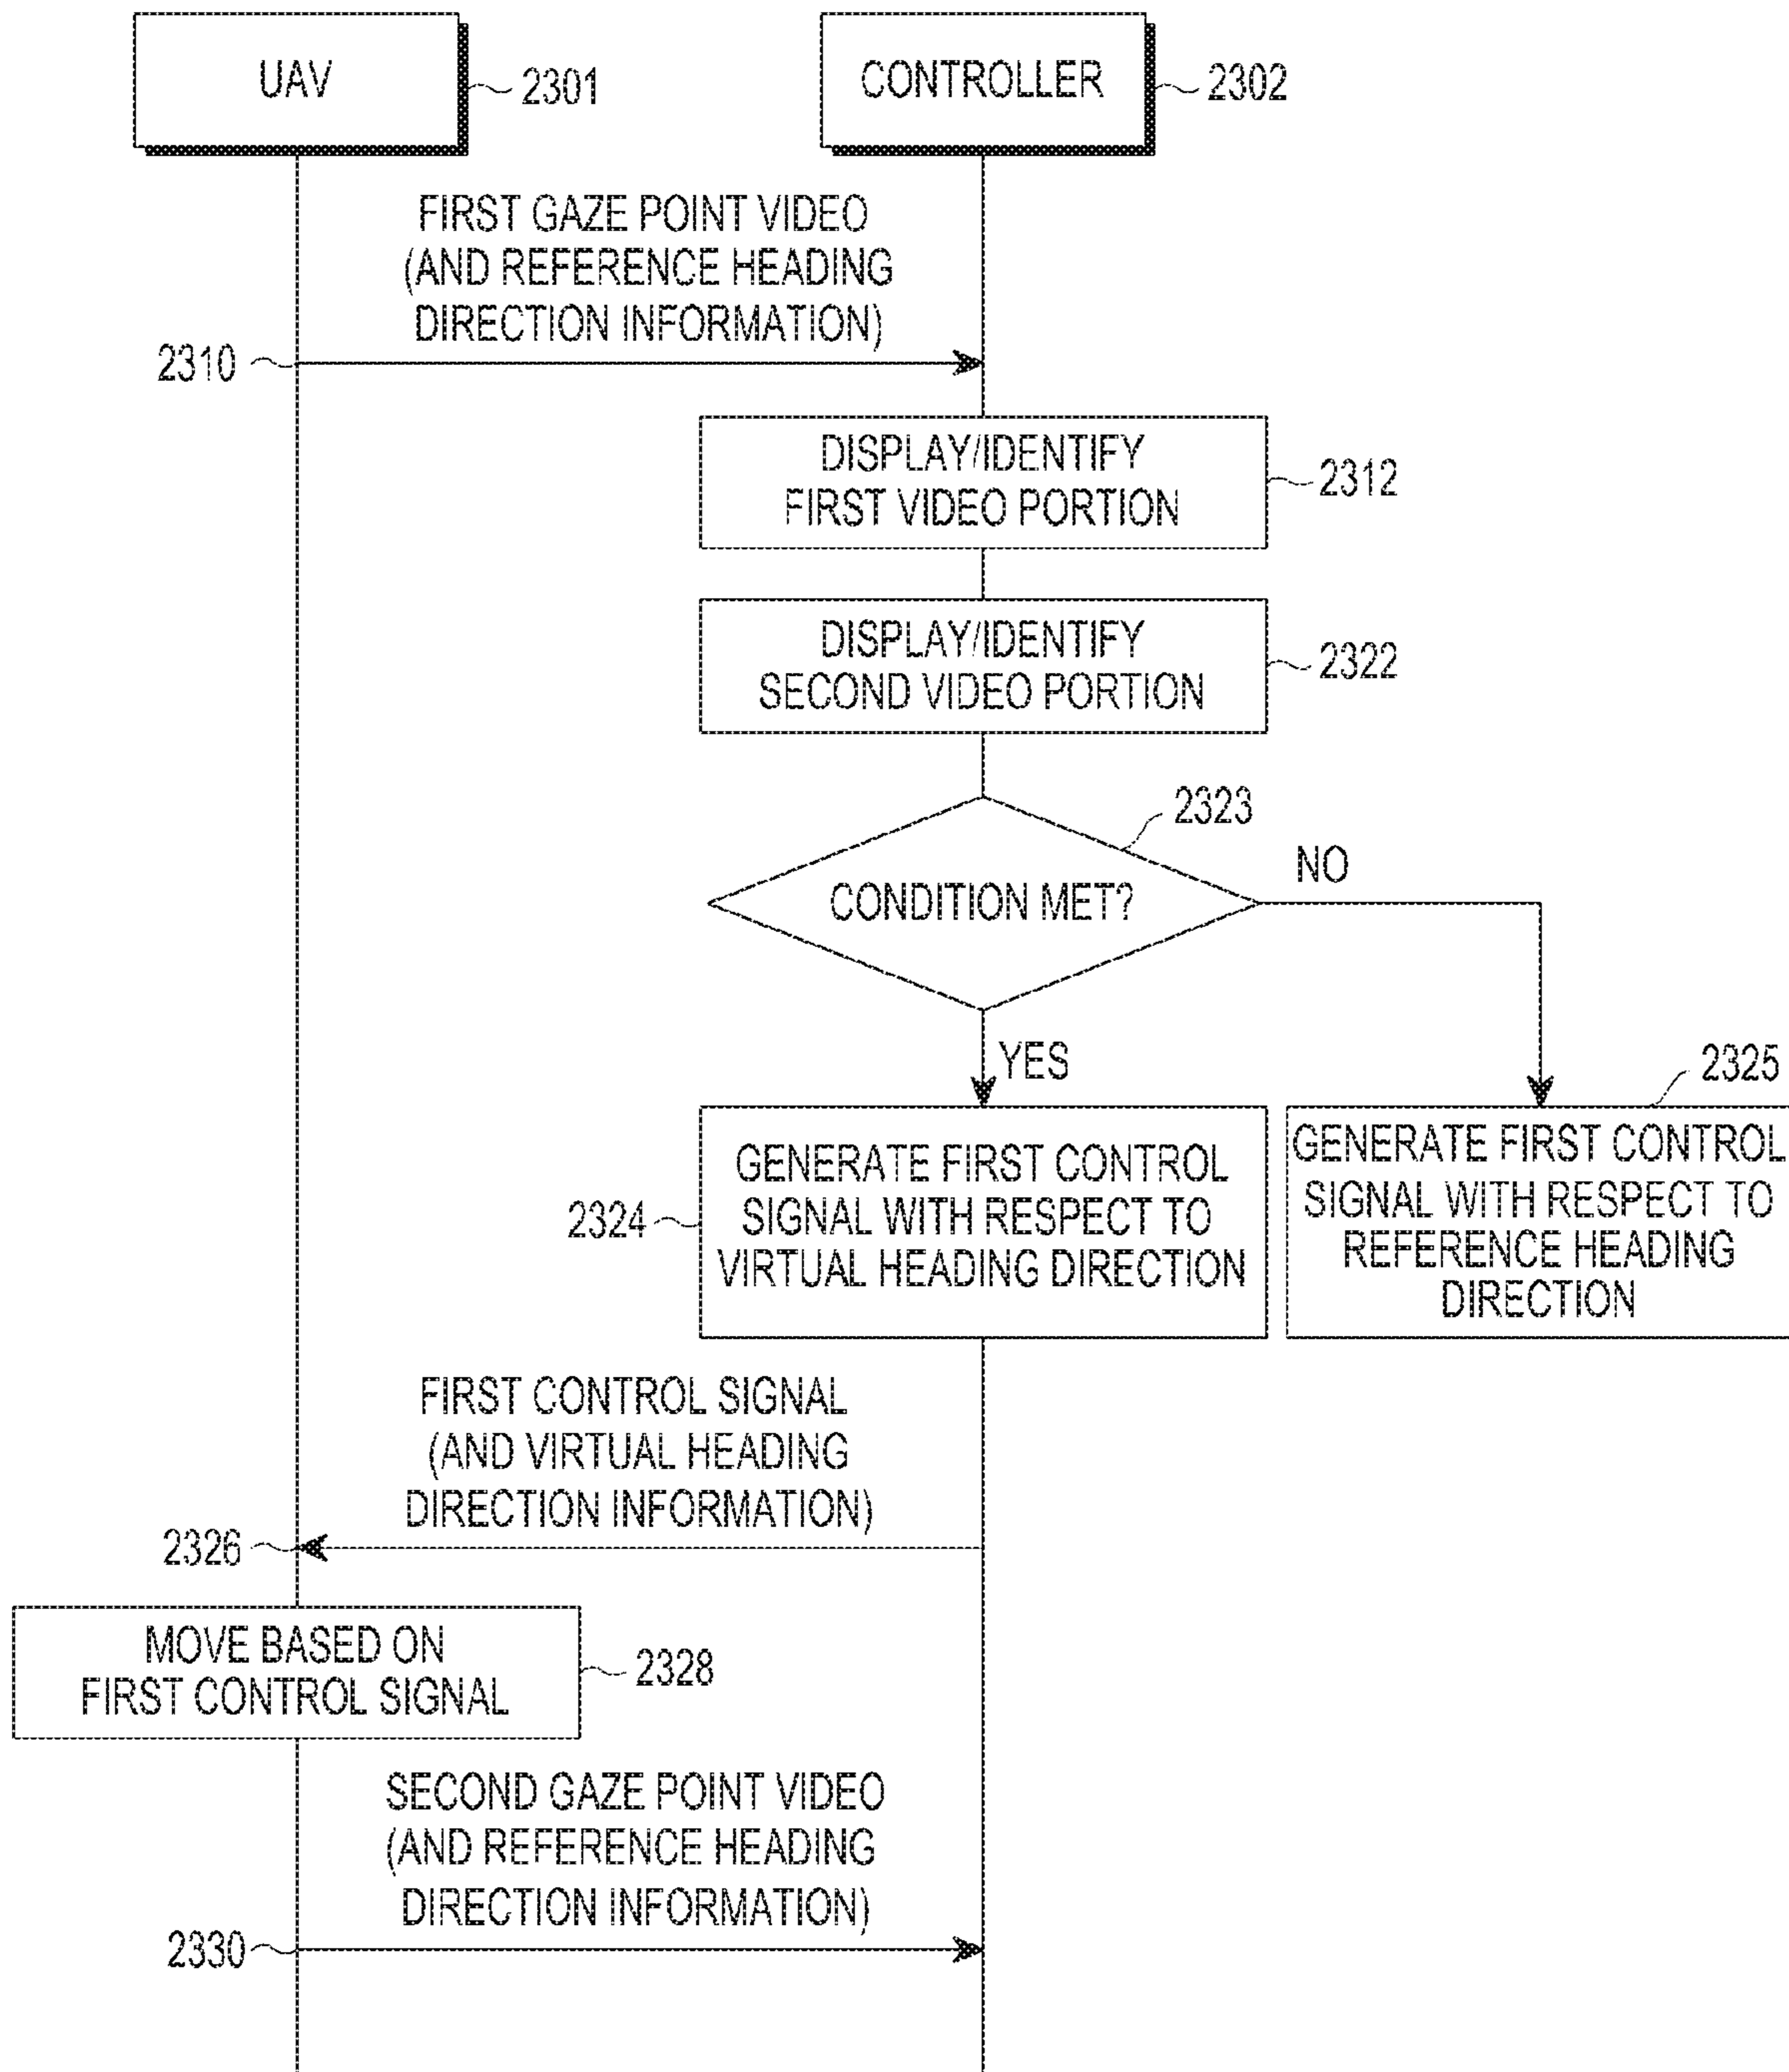 UAV
2301
CONTROLLER
2302
FIRST GAZE POINT VIDEO
(AND REFERENCE HEADING
DIRECTION INFORMATION)
2310
DISPLAY/IDENTIFY
FIRST VIDEO PORTION
2312
DISPLAY/IDENTIFY
SECOND VIDEO PORTION
2322
2323
CONDITION MET?
NO
YES
2324
GENERATE FIRST CONTROL
SIGNAL WITH RESPECT TO
VIRTUAL HEADING DIRECTION
2325
GENERATE FIRST CONTROL
SIGNAL WITH RESPECT TO
REFERENCE HEADING
DIRECTION
FIRST CONTROL SIGNAL
(AND VIRTUAL HEADING
DIRECTION INFORMATION)
2326
MOVE BASED ON
FIRST CONTROL SIGNAL
2328
SECOND GAZE POINT VIDEO
(AND REFERENCE HEADING
DIRECTION INFORMATION)
2330